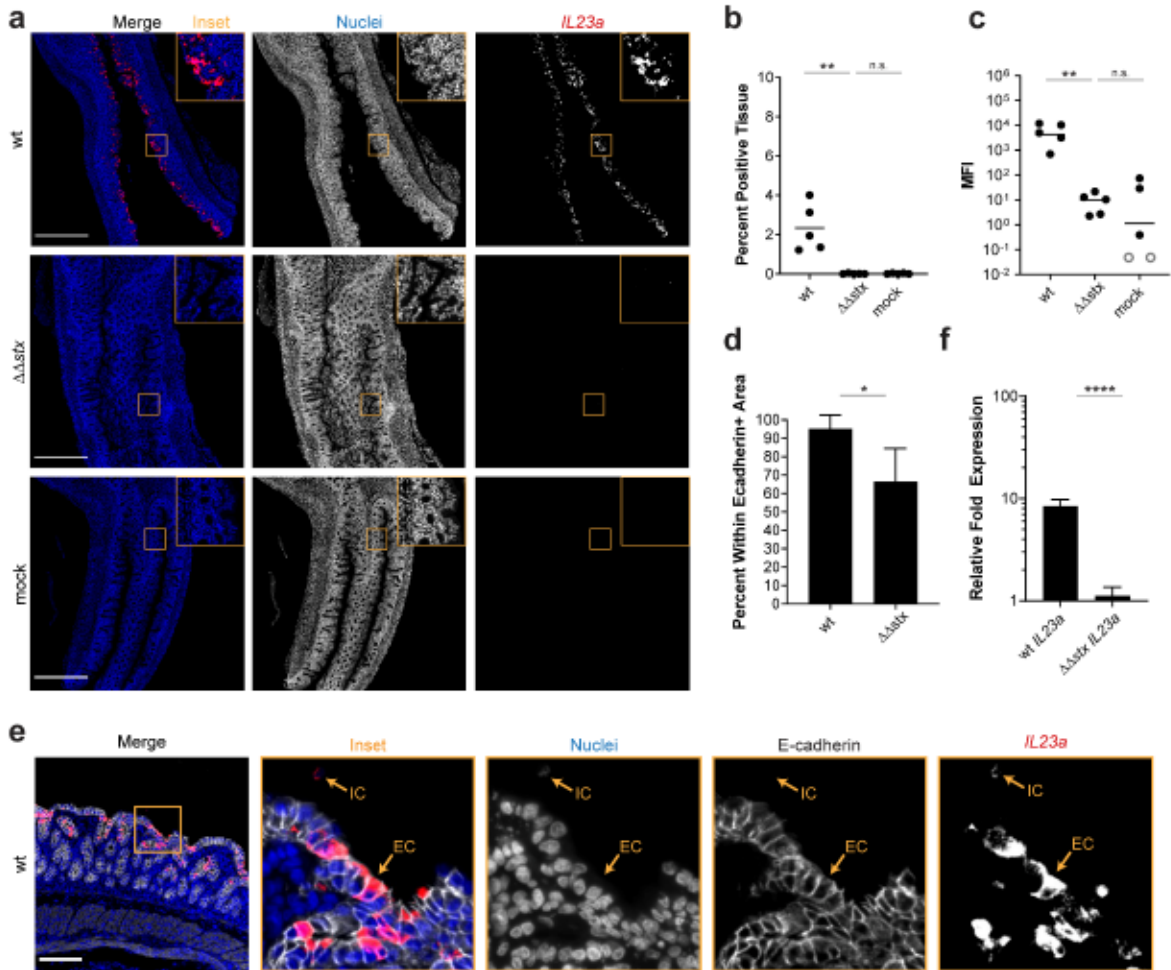 a
Merge Inset Nuclei IL23a
wt
ΔΔstx
mock
b
Percent Positive Tissue
10
8
6
4
2
0
** n.s.
wt ΔΔstx mock
c
MFI
10⁶
10⁵
10⁴
10³
10²
10¹
10⁰
10⁻¹
10⁻²
** n.s.
wt ΔΔstx mock
d
Percent Within Ecadherin+ Area
100
90
80
70
60
50
40
30
20
10
0
*
wt ΔΔstx
f
Relative Fold Expression
100
10
1
****
wt IL23a ΔΔstx IL23a
e
Merge Inset Nuclei E-cadherin IL23a
wt
IC IC IC IC
EC EC EC EC